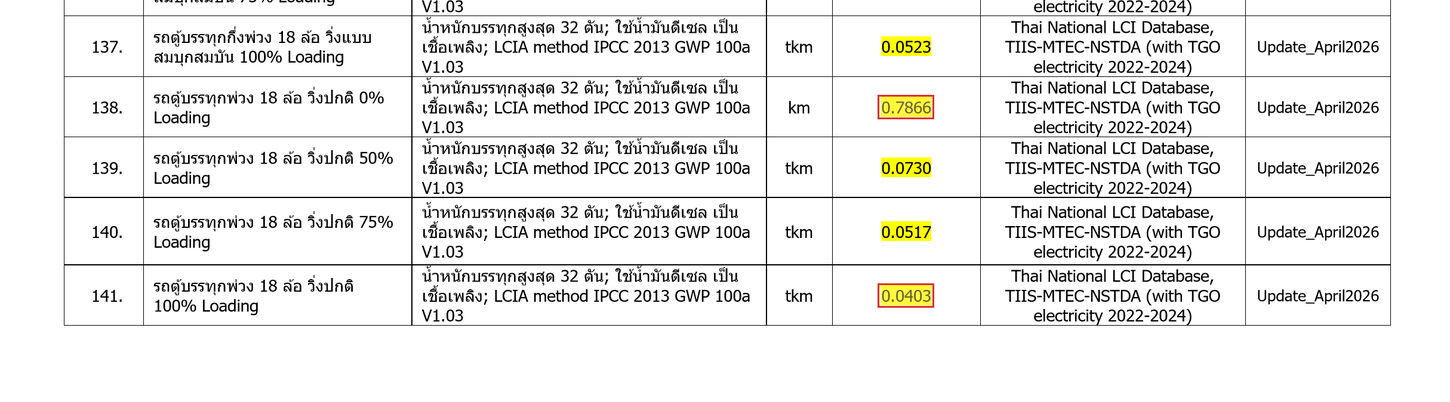 สมบุกสมบัน 75% Loading
V1.03
electricity 2022-2024)
137.
รถตู้บรรทุกกึ่งพ่วง 18 ล้อ วิ่งแบบ
สมบุกสมบัน 100% Loading
น้ำหนักบรรทุกสูงสุด 32 ตัน; ใช้น้ำมันดีเซล เป็น
เชื้อเพลิง; LCIA method IPCC 2013 GWP 100a
V1.03
tkm
0.0523
Thai National LCI Database,
TIIS-MTEC-NSTDA (with TGO
electricity 2022-2024)
Update_April2026
138.
รถตู้บรรทุกพ่วง 18 ล้อ วิ่งปกติ 0%
Loading
น้ำหนักบรรทุกสูงสุด 32 ตัน; ใช้น้ำมันดีเซล เป็น
เชื้อเพลิง; LCIA method IPCC 2013 GWP 100a
V1.03
km
0.7866
Thai National LCI Database,
TIIS-MTEC-NSTDA (with TGO
electricity 2022-2024)
Update_April2026
139.
รถตู้บรรทุกพ่วง 18 ล้อ วิ่งปกติ 50%
Loading
น้ำหนักบรรทุกสูงสุด 32 ตัน; ใช้น้ำมันดีเซล เป็น
เชื้อเพลิง; LCIA method IPCC 2013 GWP 100a
V1.03
tkm
0.0730
Thai National LCI Database,
TIIS-MTEC-NSTDA (with TGO
electricity 2022-2024)
Update_April2026
140.
รถตู้บรรทุกพ่วง 18 ล้อ วิ่งปกติ 75%
Loading
น้ำหนักบรรทุกสูงสุด 32 ตัน; ใช้น้ำมันดีเซล เป็น
เชื้อเพลิง; LCIA method IPCC 2013 GWP 100a
V1.03
tkm
0.0517
Thai National LCI Database,
TIIS-MTEC-NSTDA (with TGO
electricity 2022-2024)
Update_April2026
141.
รถตู้บรรทุกพ่วง 18 ล้อ วิ่งปกติ
100% Loading
น้ำหนักบรรทุกสูงสุด 32 ตัน; ใช้น้ำมันดีเซล เป็น
เชื้อเพลิง; LCIA method IPCC 2013 GWP 100a
V1.03
tkm
0.0403
Thai National LCI Database,
TIIS-MTEC-NSTDA (with TGO
electricity 2022-2024)
Update_April2026